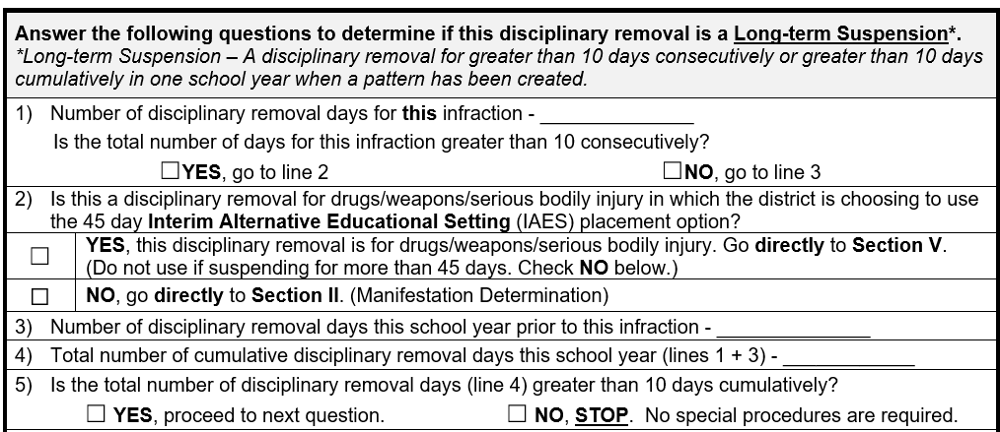 Answer the following questions to determine if this disciplinary removal is a Long-term Suspension*.
*Long-term Suspension – A disciplinary removal for greater than 10 days consecutively or greater than 10 days
cumulatively in one school year when a pattern has been created.
1) Number of disciplinary removal days for this infraction - ______________
Is the total number of days for this infraction greater than 10 consecutively?
☐YES, go to line 2 ☐NO, go to line 3
2) Is this a disciplinary removal for drugs/weapons/serious bodily injury in which the district is choosing to use
the 45 day Interim Alternative Educational Setting (IAES) placement option?
☐ YES, this disciplinary removal is for drugs/weapons/serious bodily injury. Go directly to Section V.
(Do not use if suspending for more than 45 days. Check NO below.)
☐ NO, go directly to Section II. (Manifestation Determination)
3) Number of disciplinary removal days this school year prior to this infraction - ______________
4) Total number of cumulative disciplinary removal days this school year (lines 1 + 3) - ____________
5) Is the total number of disciplinary removal days (line 4) greater than 10 days cumulatively?
☐ YES, proceed to next question. ☐ NO, STOP. No special procedures are required.